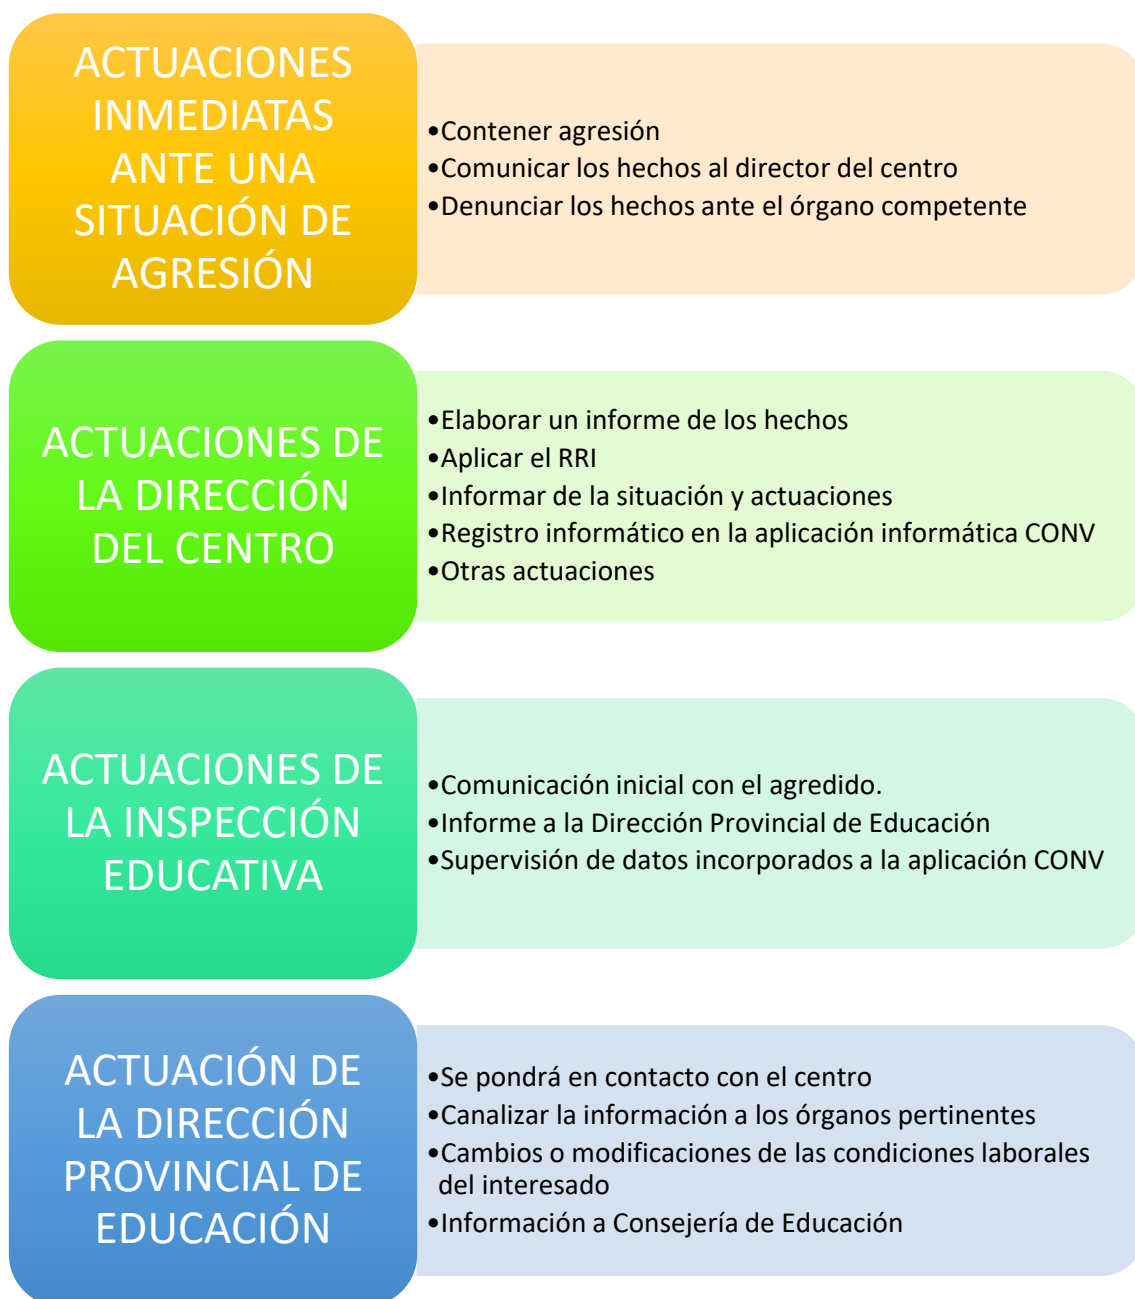 ACTUACIONES
INMEDIATAS
ANTE UNA
SITUACIÓN DE
AGRESIÓN
•Contener agresión
•Comunicar los hechos al director del centro
•Denunciar los hechos ante el órgano competente
ACTUACIONES DE
LA DIRECCIÓN
DEL CENTRO
•Elaborar un informe de los hechos
•Aplicar el RRI
•Informar de la situación y actuaciones
•Registro informático en la aplicación informática CONV
•Otras actuaciones
ACTUACIONES DE
LA INSPECCIÓN
EDUCATIVA
•Comunicación inicial con el agredido.
•Informe a la Dirección Provincial de Educación
•Supervisión de datos incorporados a la aplicación CONV
ACTUACIÓN DE
LA DIRECCIÓN
PROVINCIAL DE
EDUCACIÓN
•Se pondrá en contacto con el centro
•Canalizar la información a los órganos pertinentes
•Cambios o modificaciones de las condiciones laborales
del interesado
•Información a Consejería de Educación